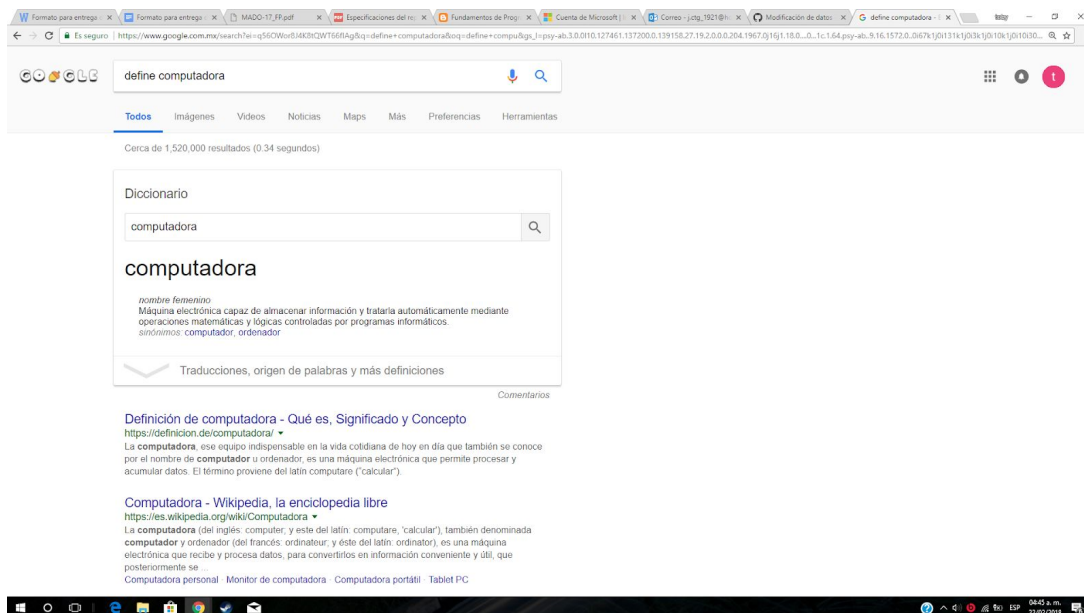 Formato para entrega
Formato para entrega
MADO-17_FP.pdf
Especificaciones del re
Fundamentos de Progr
Cuenta de Microsoft |
Correo - j.ctg_1921@h
Modificación de datos
define computadora -
Es seguro
GOOGLE
define computadora
t
Todos Imágenes Videos Noticias Maps Más Preferencias Herramientas
Cerca de 1,520,000 resultados (0.34 segundos)
Diccionario
computadora
computadora
nombre femenino
Máquina electrónica capaz de almacenar información y tratarla automáticamente mediante
operaciones matemáticas y lógicas controladas por programas informáticos.
sinónimos: computador, ordenador
Traducciones, origen de palabras y más definiciones
Comentarios
Definición de computadora - Qué es, Significado y Concepto
https://definicion.de/computadora/
La computadora, ese equipo indispensable en la vida cotidiana de hoy en día que también se conoce
por el nombre de computador u ordenador, es una máquina electrónica que permite procesar y
acumular datos. El término proviene del latín computare ("calcular").
Computadora - Wikipedia, la enciclopedia libre
https://es.wikipedia.org/wiki/Computadora
La computadora (del inglés: computer; y este del latín: computare, 'calcular'), también denominada
computador y ordenador (del francés: ordinateur; y éste del latín: ordinator), es una máquina
electrónica que recibe y procesa datos, para convertirlos en información conveniente y útil, que
posteriormente se ...
Computadora personal · Monitor de computadora · Computadora portátil · Tablet PC
ESP
04:45 a. m.
22/02/2018